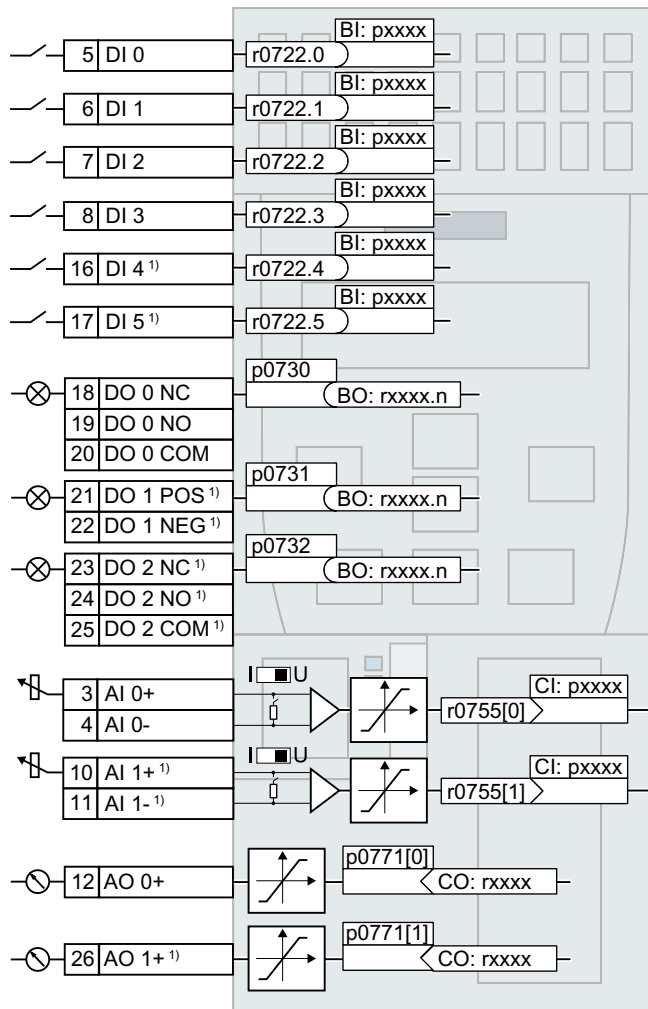 BI: pxxxx
5 DI 0 r0722.0
BI: pxxxx
6 DI 1 r0722.1
BI: pxxxx
7 DI 2 r0722.2
BI: pxxxx
8 DI 3 r0722.3
BI: pxxxx
16 DI 4 1) r0722.4
BI: pxxxx
17 DI 5 1) r0722.5
p0730
18 DO 0 NC BO: rxxxx.n
19 DO 0 NO
20 DO 0 COM
p0731
21 DO 1 POS 1) BO: rxxxx.n
22 DO 1 NEG 1)
p0732
23 DO 2 NC 1) BO: rxxxx.n
24 DO 2 NO 1)
25 DO 2 COM 1)
I U
CI: pxxxx
3 AI 0+ r0755[0]
4 AI 0-
I U
CI: pxxxx
10 AI 1+ 1) r0755[1]
11 AI 1- 1)
p0771[0]
12 AO 0+ CO: rxxxx
p0771[1]
26 AO 1+ 1) CO: rxxxx